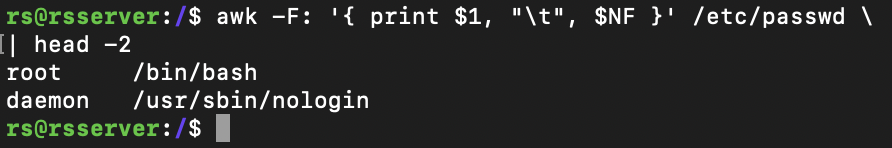 rs@rsserver:/$ awk -F: '{ print $1, "\t", $NF }' /etc/passwd \
| head -2
root     /bin/bash
daemon   /usr/sbin/nologin
rs@rsserver:/$